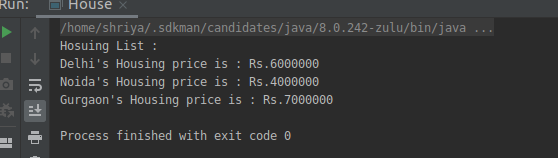 Run:
House
/home/shriya/.sdkman/candidates/java/8.0.242-zulu/bin/java ...
Hosuing List :
Delhi's Housing price is : Rs.6000000
Noida's Housing price is : Rs.4000000
Gurgaon's Housing price is : Rs.7000000
Process finished with exit code 0